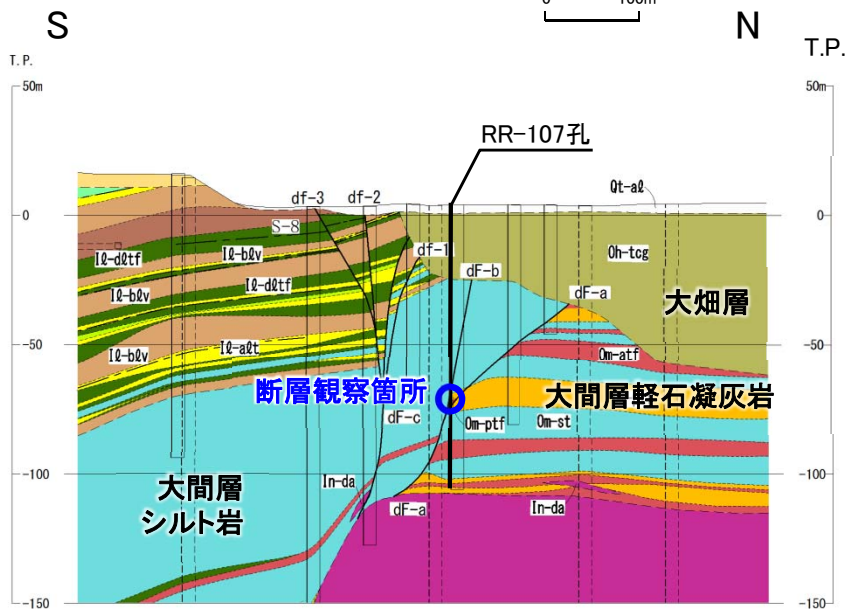 S
N
T.P.
T.P.
50m
50m
RR-107孔
Qt-aℓ
df-3
df-2
0
0
S-8
df-1
Oh-tcg
Iℓ-dℓtf
Iℓ-bℓv
dF-b
Iℓ-bℓv
Iℓ-dℓtf
dF-a
大畑層
-50
-50
Iℓ-bℓv
Iℓ-aℓt
Om-atf
断層観察箇所
大間層軽石凝灰岩
dF-c
Om-ptf
Om-st
-100
-100
大間層
シルト岩
In-da
dF-a
In-da
-150
-150